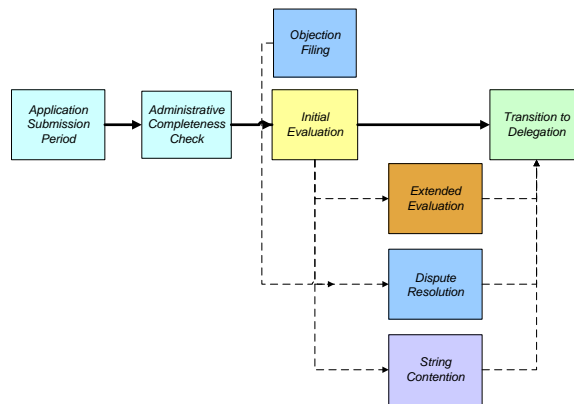 Objection
Filing
Application
Submission
Period
Administrative
Completeness
Check
Initial
Evaluation
Transition to
Delegation
Extended
Evaluation
Dispute
Resolution
String
Contention